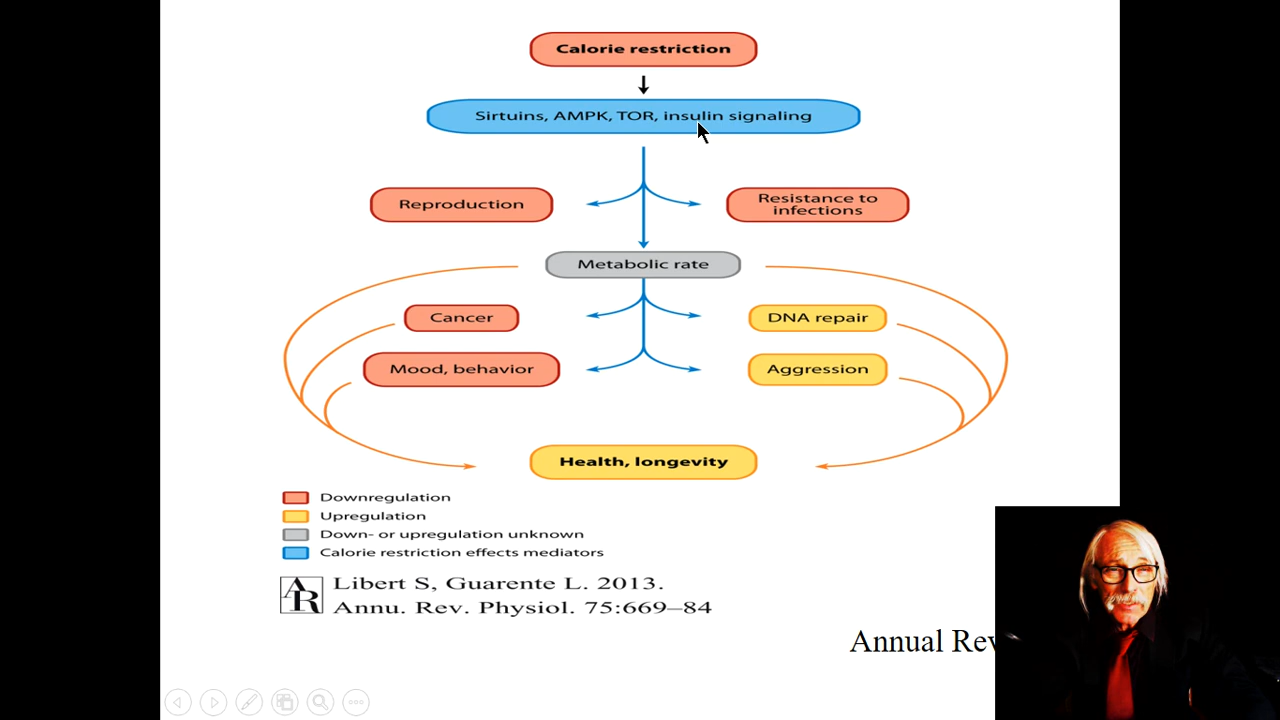 Calorie restriction
Sirtuins, AMPK, TOR, insulin signaling
Reproduction
Resistance to
infections
Metabolic rate
Cancer
DNA repair
Mood, behavior
Aggression
Health, longevity
Downregulation
Upregulation
Down- or upregulation unknown
Calorie restriction effects mediators
AR Libert S, Guarente L. 2013.
Annu. Rev. Physiol. 75:669–84
Annual Rev